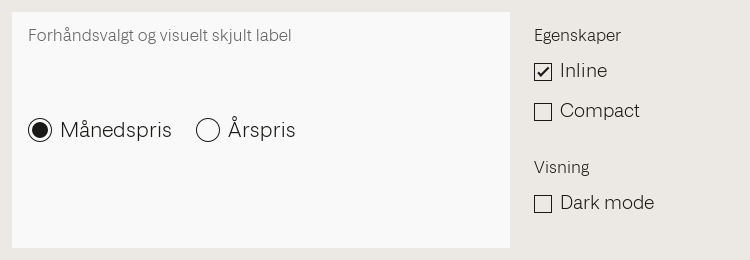 Forhåndsvalgt og visuelt skjult label
Månedspris
Årspris
Egenskaper
Inline
Compact
Visning
Dark mode